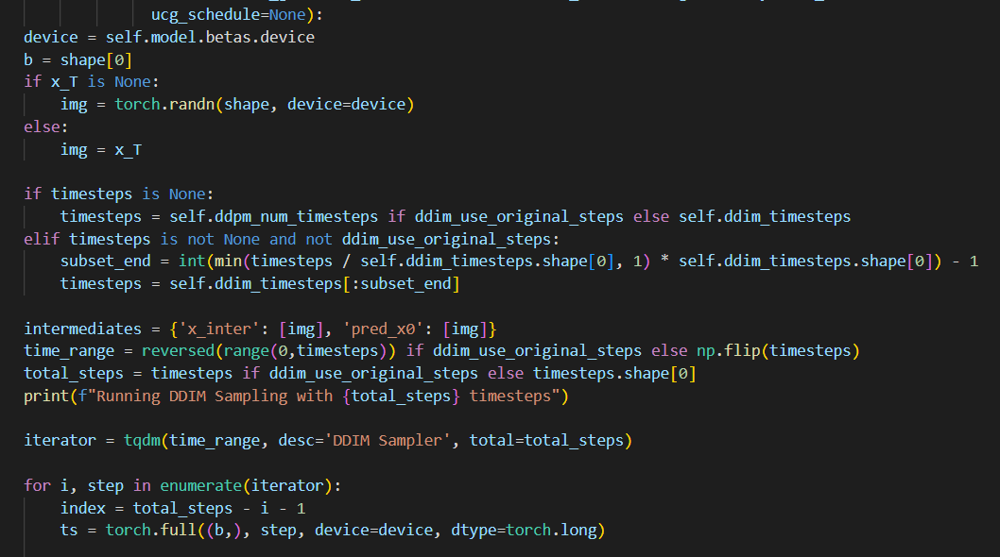 ucg_schedule=None):
device = self.model.betas.device
b = shape[0]
if x_T is None:
    img = torch.randn(shape, device=device)
else:
    img = x_T

if timesteps is None:
    timesteps = self.ddpm_num_timesteps if ddim_use_original_steps else self.ddim_timesteps
elif timesteps is not None and not ddim_use_original_steps:
    subset_end = int(min(timesteps / self.ddim_timesteps.shape[0], 1) * self.ddim_timesteps.shape[0]) - 1
    timesteps = self.ddim_timesteps[:subset_end]

intermediates = {'x_inter': [img], 'pred_x0': [img]}
time_range = reversed(range(0,timesteps)) if ddim_use_original_steps else np.flip(timesteps)
total_steps = timesteps if ddim_use_original_steps else timesteps.shape[0]
print(f"Running DDIM Sampling with {total_steps} timesteps")

iterator = tqdm(time_range, desc='DDIM Sampler', total=total_steps)

for i, step in enumerate(iterator):
    index = total_steps - i - 1
    ts = torch.full((b,), step, device=device, dtype=torch.long)